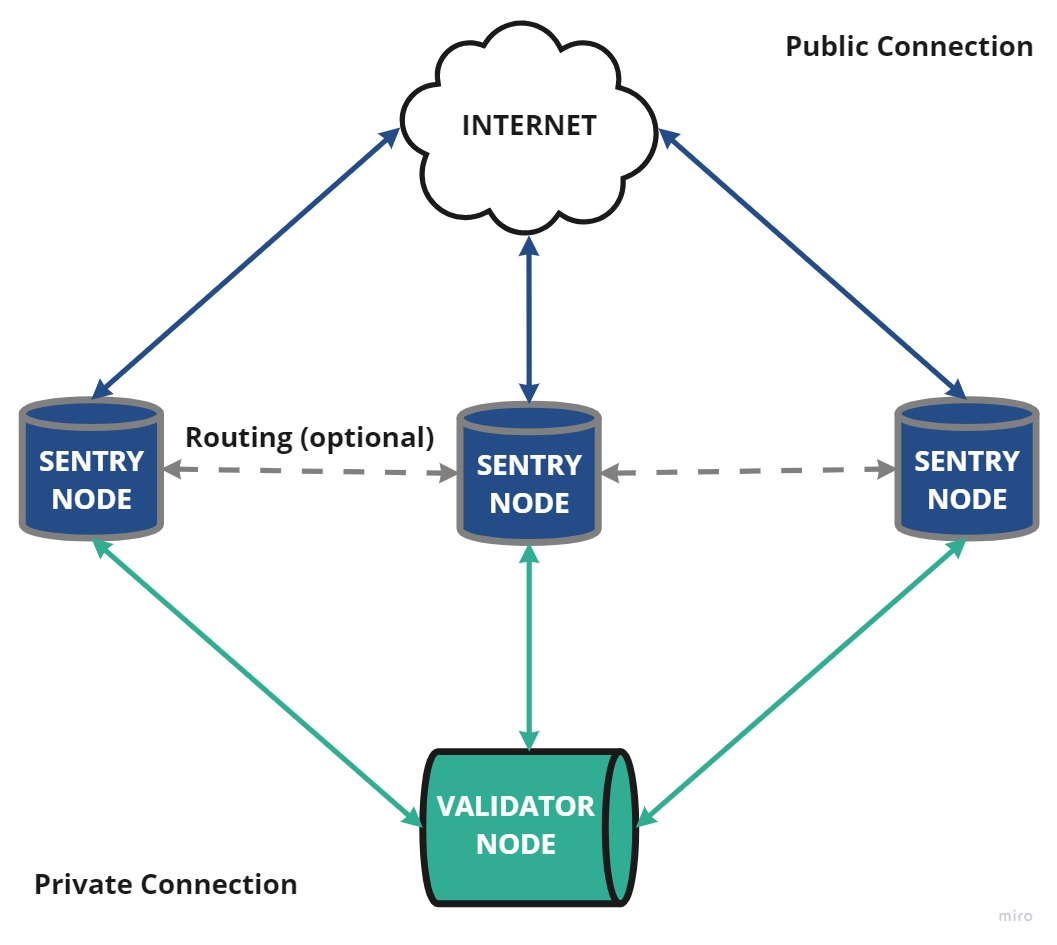 Public Connection
INTERNET
Routing (optional)
SENTRY
NODE
SENTRY
NODE
SENTRY
NODE
VALIDATOR
NODE
Private Connection
miro